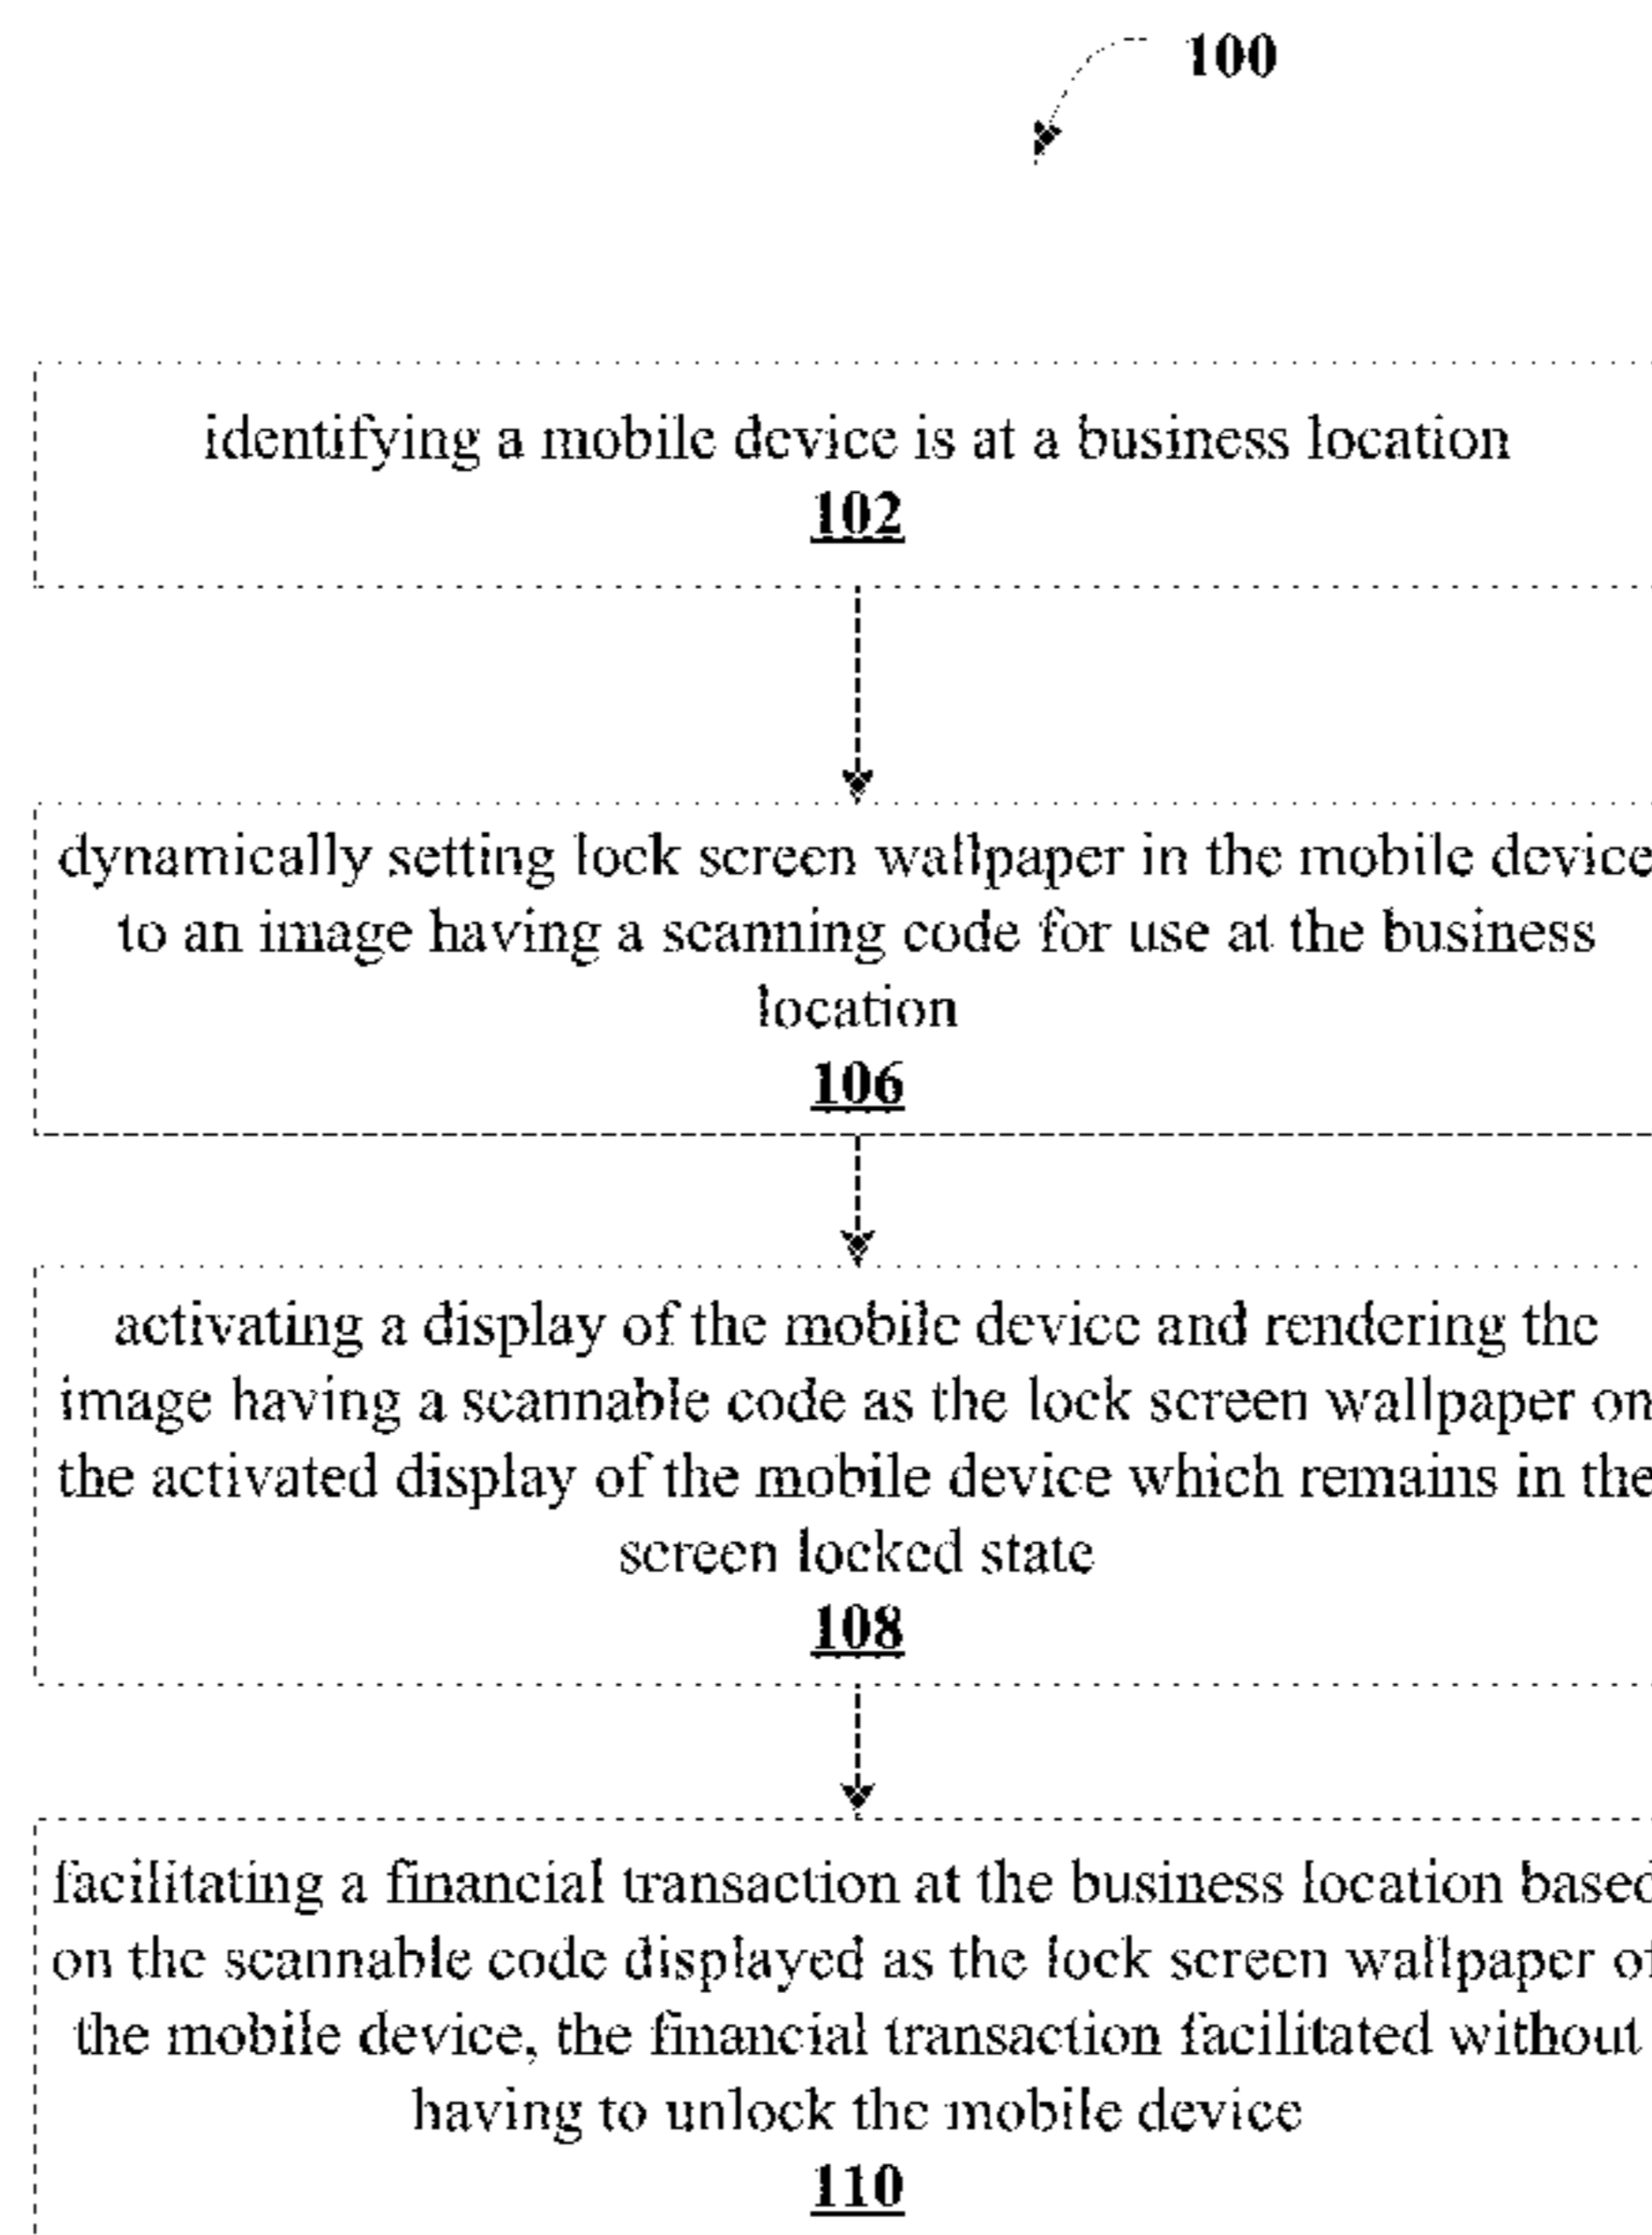 100
identifying a mobile device is at a business location
102
dynamically setting lock screen wallpaper in the mobile device
to an image having a scanning code for use at the business
location
106
activating a display of the mobile device and rendering the
image having a scannable code as the lock screen wallpaper on
the activated display of the mobile device which remains in the
screen locked state
108
facilitating a financial transaction at the business location based
on the scannable code displayed as the lock screen wallpaper of
the mobile device, the financial transaction facilitated without
having to unlock the mobile device
110